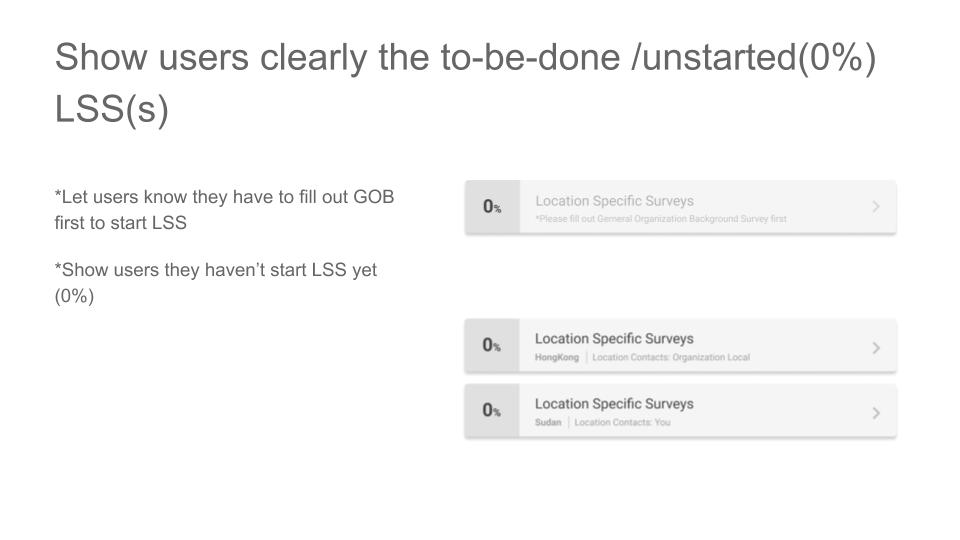 Show users clearly the to-be-done /unstarted(0%)
LSS(s)
*Let users know they have to fill out GOB
first to start LSS
*Show users they haven’t start LSS yet
(0%)
0%
Location Specific Surveys
*Please fill out Gerneral Organization Background Survey first
0%
Location Specific Surveys
HongKong | Location Contacts: Organization Local
0%
Location Specific Surveys
Sudan | Location Contacts: You